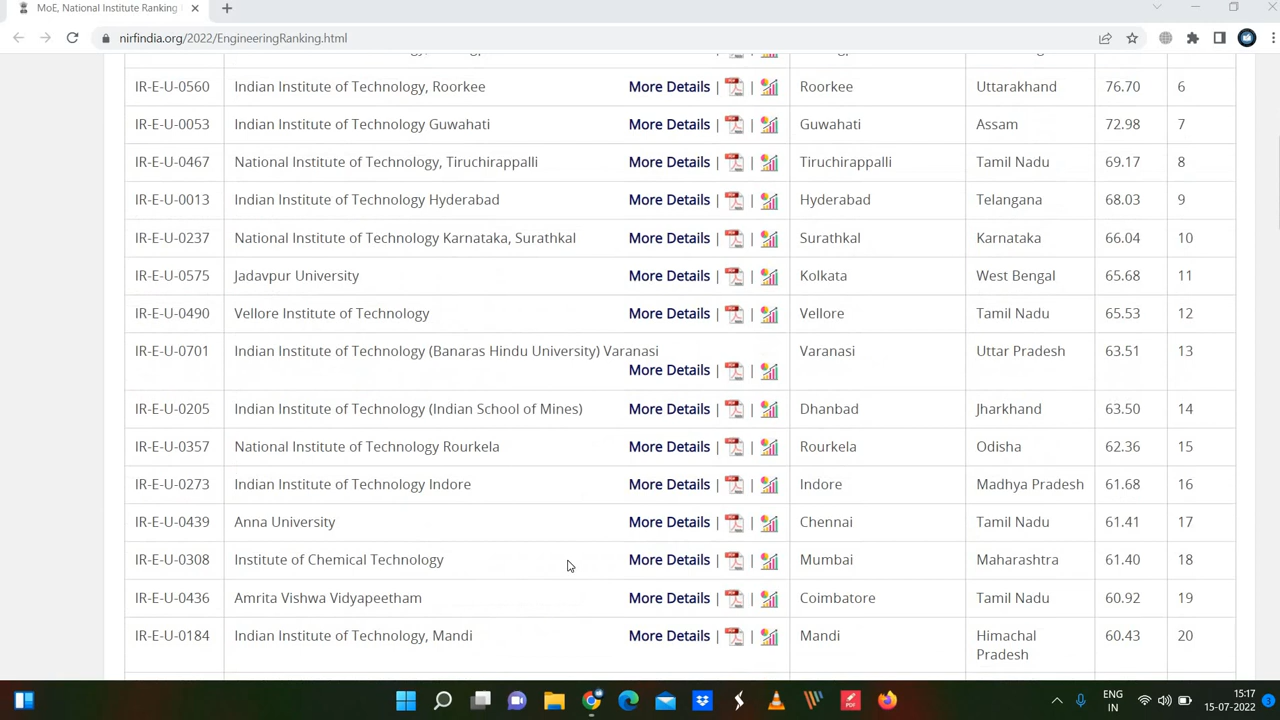 MoE, National Institute Ranking
nirfindia.org/2022/EngineeringRanking.html
IR-E-U-0560 Indian Institute of Technology, Roorkee More Details | | Roorkee Uttarakhand 76.70 6
IR-E-U-0053 Indian Institute of Technology Guwahati More Details | | Guwahati Assam 72.98 7
IR-E-U-0467 National Institute of Technology, Tiruchirappalli More Details | | Tiruchirappalli Tamil Nadu 69.17 8
IR-E-U-0013 Indian Institute of Technology Hyderabad More Details | | Hyderabad Telangana 68.03 9
IR-E-U-0237 National Institute of Technology Karnataka, Surathkal More Details | | Surathkal Karnataka 66.04 10
IR-E-U-0575 Jadavpur University More Details | | Kolkata West Bengal 65.68 11
IR-E-U-0490 Vellore Institute of Technology More Details | | Vellore Tamil Nadu 65.53 12
IR-E-U-0701 Indian Institute of Technology (Banaras Hindu University) Varanasi Varanasi Uttar Pradesh 63.51 13
More Details | |
IR-E-U-0205 Indian Institute of Technology (Indian School of Mines) More Details | | Dhanbad Jharkhand 63.50 14
IR-E-U-0357 National Institute of Technology Rourkela More Details | | Rourkela Odisha 62.36 15
IR-E-U-0273 Indian Institute of Technology Indore More Details | | Indore Madhya Pradesh 61.68 16
IR-E-U-0439 Anna University More Details | | Chennai Tamil Nadu 61.41 17
IR-E-U-0308 Institute of Chemical Technology More Details | | Mumbai Maharashtra 61.40 18
IR-E-U-0436 Amrita Vishwa Vidyapeetham More Details | | Coimbatore Tamil Nadu 60.92 19
IR-E-U-0184 Indian Institute of Technology, Mandi More Details | | Mandi Himachal 60.43 20
Pradesh
ENG 15:17
IN 15-07-2022